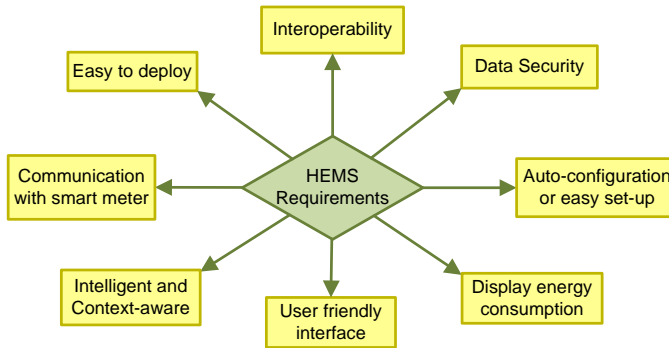 Interoperability
Easy to deploy
Data Security
HEMS
Requirements
Communication
with smart meter
Auto-configuration
or easy set-up
Intelligent and
Context-aware
User friendly
interface
Display energy
consumption